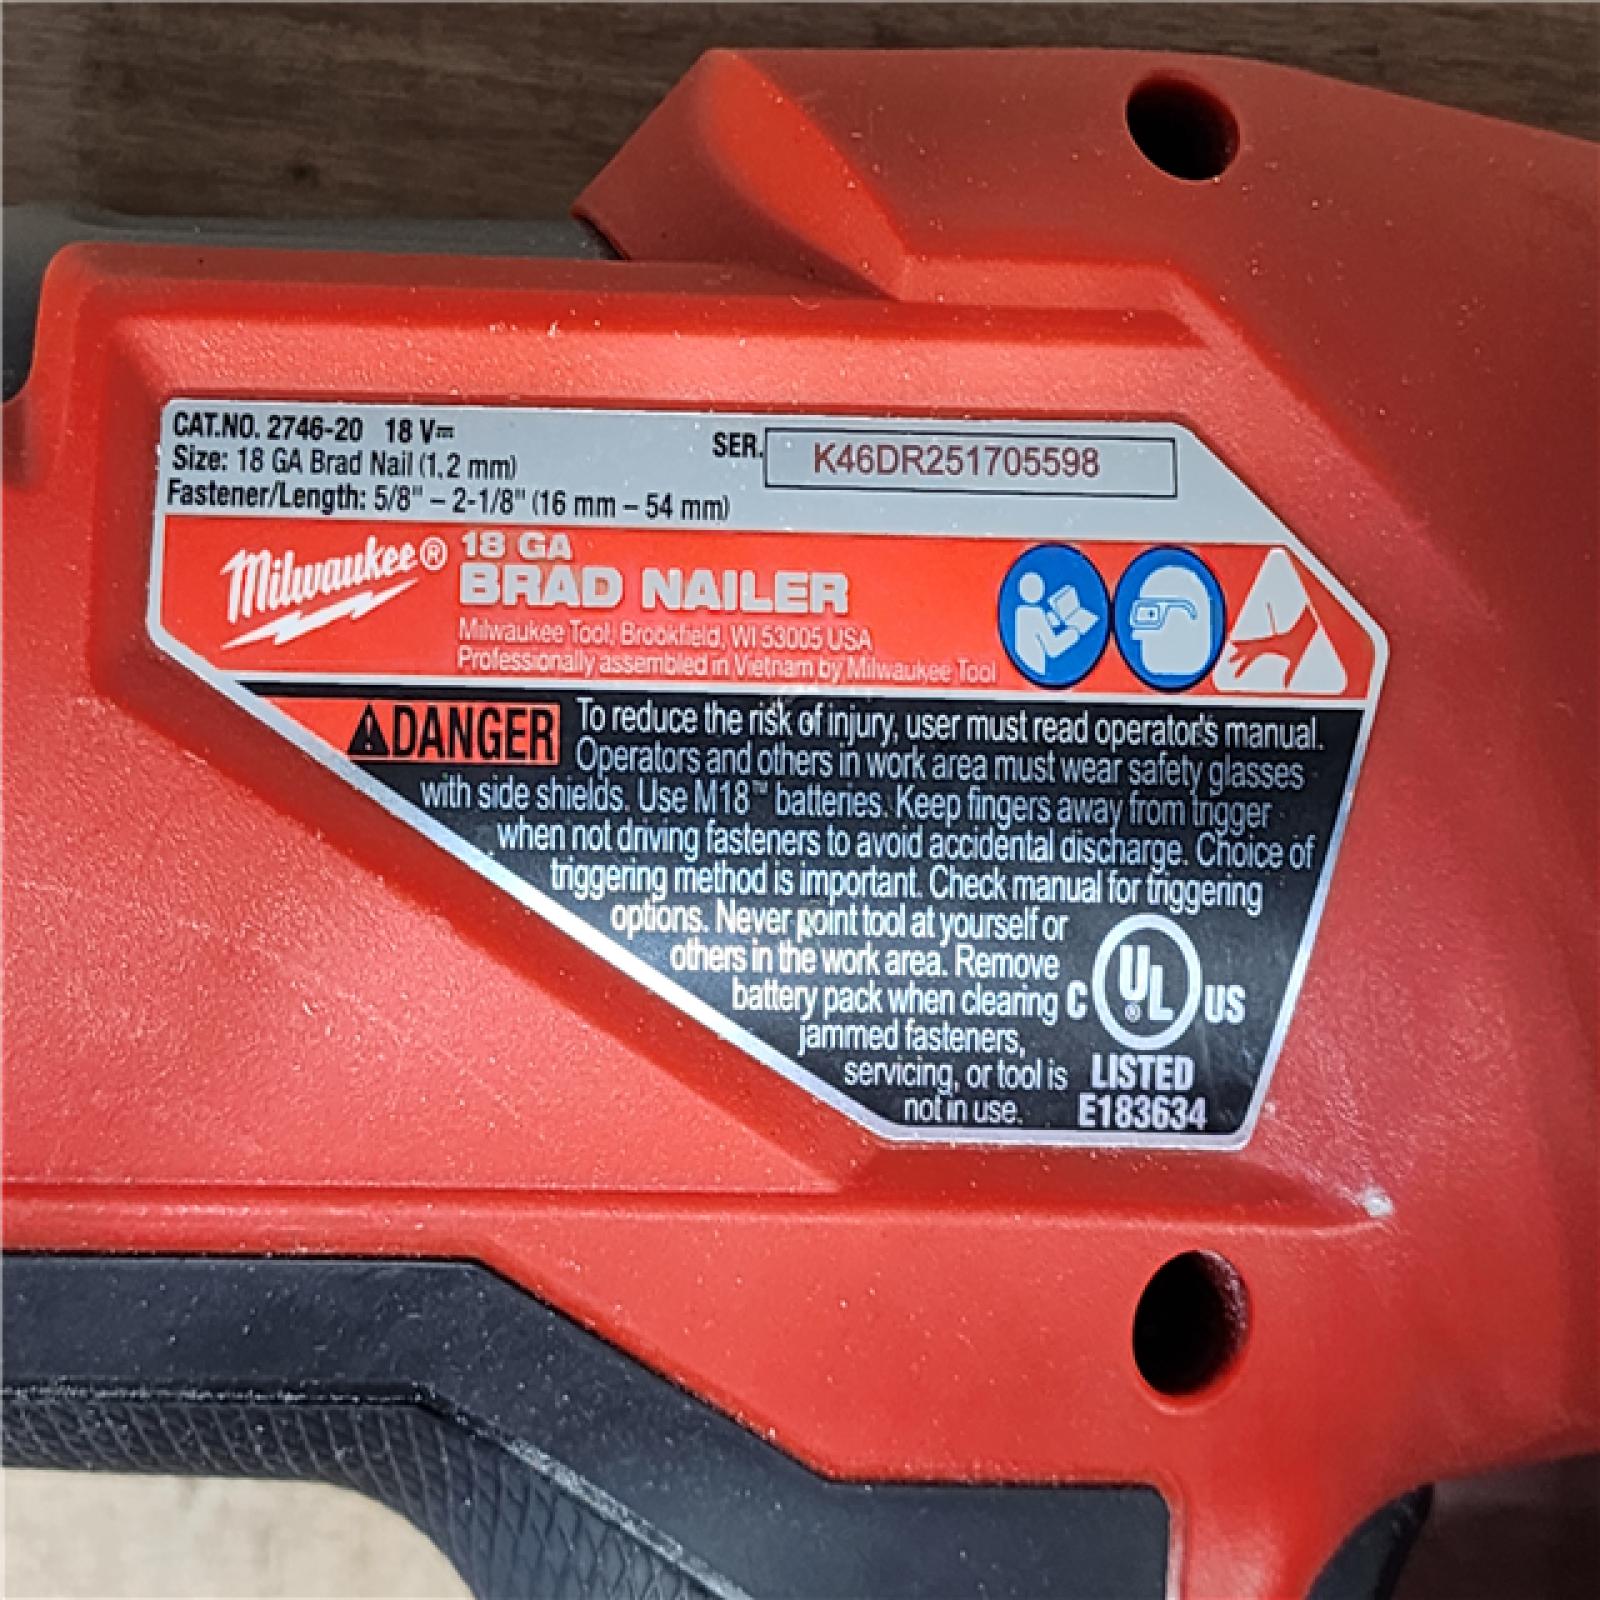 CAT.NO. 2746-20 18 V⎓
Size: 18 GA Brad Nail (1.2 mm)
Fastener/Length: 5/8" – 2-1/8" (16 mm – 54 mm)
SER. K46DR251705598
Milwaukee®
18 GA
BRAD NAILER
Milwaukee Tool, Brookfield, WI 53005 USA
Professionally assembled in Vietnam by Milwaukee Tool
DANGER To reduce the risk of injury, user must read operator's manual.
Operators and others in work area must wear safety glasses
with side shields. Use M18™ batteries. Keep fingers away from trigger
when not driving fasteners to avoid accidental discharge. Choice of
triggering method is important. Check manual for triggering
options. Never point tool at yourself or
others in the work area. Remove
battery pack when clearing
jammed fasteners,
servicing, or tool is
not in use.
C UL® US
LISTED
E183634